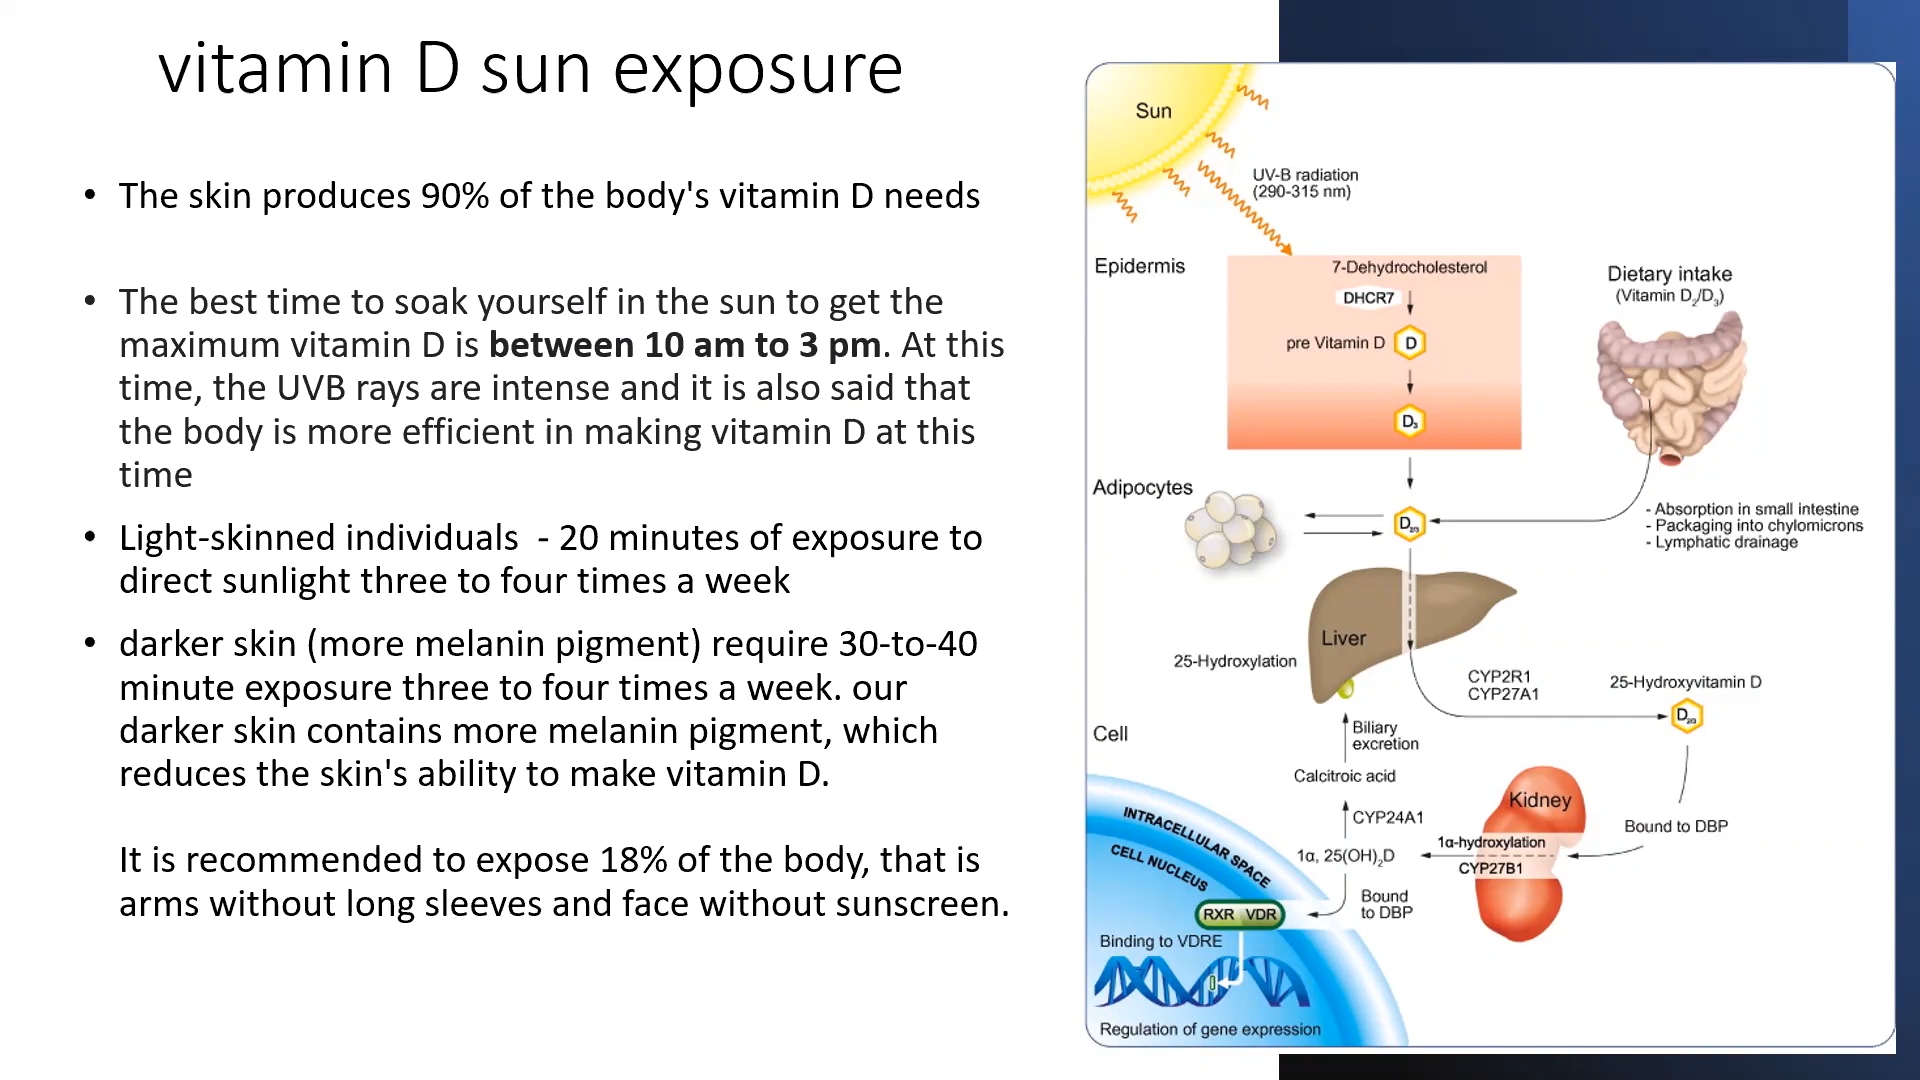 vitamin D sun exposure
• The skin produces 90% of the body's vitamin D needs
• The best time to soak yourself in the sun to get the
maximum vitamin D is between 10 am to 3 pm. At this
time, the UVB rays are intense and it is also said that
the body is more efficient in making vitamin D at this
time
• Light-skinned individuals  - 20 minutes of exposure to
direct sunlight three to four times a week
• darker skin (more melanin pigment) require 30-to-40
minute exposure three to four times a week. our
darker skin contains more melanin pigment, which
reduces the skin's ability to make vitamin D.
It is recommended to expose 18% of the body, that is
arms without long sleeves and face without sunscreen.
Sun
UV-B radiation
(290-315 nm)
Epidermis
7-Dehydrocholesterol
DHCR7
pre Vitamin D
D
D3
Dietary intake
(Vitamin D2/D3)
Adipocytes
D2/3
- Absorption in small intestine
- Packaging into chylomicrons
- Lymphatic drainage
Liver
25-Hydroxylation
CYP2R1
CYP27A1
25-Hydroxyvitamin D
D2/3
Cell
Biliary
excretion
Calcitroic acid
CYP24A1
Kidney
Bound to DBP
1α-hydroxylation
CYP27B1
1α, 25(OH)2D
Bound
to DBP
INTRACELLULAR SPACE
CELL NUCLEUS
RXR VDR
Binding to VDRE
Regulation of gene expression